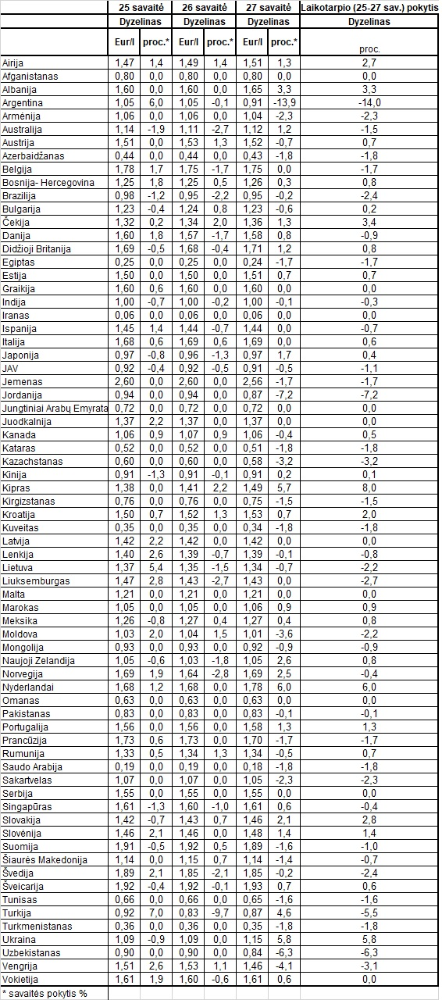 25 savaitė 26 savaitė 27 savaitė Laikotarpio (25-27 sav.) pokytis
Dyzelinas Dyzelinas Dyzelinas Dyzelinas
Eur/l proc.* Eur/l proc.* Eur/l proc.* proc.
Airija 1,47 1,4 1,49 1,4 1,51 1,3 2,7
Afganistanas 0,80 0,0 0,80 0,0 0,80 0,0 0,0
Albanija 1,60 0,0 1,60 0,0 1,65 3,3 3,3
Argentina 1,05 6,0 1,05 -0,1 0,91 -13,9 -14,0
Armėnija 1,06 0,0 1,06 0,0 1,04 -2,3 -2,3
Australija 1,14 -1,9 1,11 -2,7 1,12 1,2 -1,5
Austrija 1,51 0,0 1,53 1,3 1,52 -0,7 0,7
Azerbaidžanas 0,44 0,0 0,44 0,0 0,43 -1,8 -1,8
Belgija 1,78 1,7 1,75 -1,7 1,75 0,0 -1,7
Bosnija- Hercegovina 1,25 1,8 1,25 0,5 1,26 0,3 0,8
Brazilija 0,98 -1,2 0,95 -2,2 0,95 -0,2 -2,4
Bulgarija 1,23 -0,4 1,24 0,8 1,23 -0,6 0,2
Čekija 1,32 0,2 1,34 2,0 1,36 1,3 3,4
Danija 1,60 1,8 1,57 -1,7 1,58 0,8 -0,9
Didžioji Britanija 1,69 -0,5 1,68 -0,4 1,71 1,2 0,8
Egiptas 0,25 0,0 0,25 0,0 0,24 -1,7 -1,7
Estija 1,50 0,0 1,50 0,0 1,51 0,7 0,7
Graikija 1,60 0,6 1,60 0,0 1,60 0,0 0,0
Indija 1,00 -0,7 1,00 -0,2 1,00 -0,1 -0,3
Iranas 0,06 0,0 0,06 0,0 0,06 0,0 0,0
Ispanija 1,45 1,4 1,44 -0,7 1,44 0,0 -0,7
Italija 1,68 0,6 1,69 0,6 1,69 0,0 0,6
Japonija 0,97 -0,8 0,96 -1,3 0,97 1,7 0,4
JAV 0,92 -0,4 0,92 -0,5 0,91 -0,5 -1,1
Jemenas 2,60 0,0 2,60 0,0 2,56 -1,7 -1,7
Jordanija 0,94 0,0 0,94 0,0 0,87 -7,2 -7,2
Jungtiniai Arabų Emyrata 0,72 0,0 0,72 0,0 0,72 0,0 0,0
Juodkalnija 1,37 2,2 1,37 0,0 1,37 0,0 0,0
Kanada 1,06 0,9 1,07 0,9 1,06 -0,4 0,5
Kataras 0,52 0,0 0,52 0,0 0,51 -1,8 -1,8
Kazachstanas 0,60 0,0 0,60 0,0 0,58 -3,2 -3,2
Kinija 0,91 -1,3 0,91 -0,1 0,91 0,2 0,1
Kipras 1,38 0,0 1,41 2,2 1,49 5,7 8,0
Kirgizstanas 0,76 0,0 0,76 0,0 0,75 -1,5 -1,5
Kroatija 1,50 0,7 1,52 1,3 1,53 0,7 2,0
Kuveitas 0,35 0,0 0,35 0,0 0,34 -1,8 -1,8
Latvija 1,42 2,2 1,42 0,0 1,42 0,0 0,0
Lenkija 1,40 2,6 1,39 -0,7 1,39 -0,1 -0,8
Lietuva 1,37 5,4 1,35 -1,5 1,34 -0,7 -2,2
Liuksemburgas 1,47 2,8 1,43 -2,7 1,43 0,0 -2,7
Malta 1,21 0,0 1,21 0,0 1,21 0,0 0,0
Marokas 1,05 0,0 1,05 0,0 1,06 0,9 0,9
Meksika 1,26 -0,8 1,27 0,4 1,27 0,4 0,8
Moldova 1,03 2,0 1,04 1,5 1,01 -3,6 -2,2
Mongolija 0,93 0,0 0,93 0,0 0,92 -0,9 -0,9
Naujoji Zelandija 1,05 -0,6 1,03 -1,8 1,05 2,6 0,8
Norvegija 1,69 1,9 1,64 -2,8 1,69 2,5 -0,4
Nyderlandai 1,68 1,2 1,68 0,0 1,78 6,0 6,0
Omanas 0,63 0,0 0,63 0,0 0,63 0,0 0,0
Pakistanas 0,83 0,0 0,83 0,0 0,83 -0,1 -0,1
Portugalija 1,56 0,0 1,56 0,0 1,58 1,3 1,3
Prancūzija 1,73 0,6 1,73 0,0 1,70 -1,7 -1,7
Rumunija 1,33 0,5 1,34 1,3 1,34 -0,5 0,7
Saudo Arabija 0,19 0,0 0,19 0,0 0,18 -1,8 -1,8
Sakartvelas 1,07 0,0 1,07 0,0 1,05 -2,3 -2,3
Serbija 1,55 0,0 1,55 0,0 1,55 0,0 0,0
Singapūras 1,61 -1,3 1,60 -1,0 1,61 0,6 -0,4
Slovakija 1,42 -0,7 1,43 0,7 1,46 2,1 2,8
Slovėnija 1,46 2,1 1,46 0,0 1,48 1,4 1,4
Suomija 1,91 -0,5 1,92 0,5 1,89 -1,6 -1,0
Šiaurės Makedonija 1,14 0,0 1,15 0,7 1,14 -1,4 -0,7
Švedija 1,89 2,1 1,85 -2,1 1,85 -0,2 -2,4
Šveicarija 1,92 -0,4 1,92 -0,1 1,93 0,7 0,6
Tunisas 0,66 0,0 0,66 0,0 0,65 -1,6 -1,6
Turkija 0,92 7,0 0,83 -9,7 0,87 4,6 -5,5
Turkmenistanas 0,36 0,0 0,36 0,0 0,35 -1,8 -1,8
Ukraina 1,09 -0,9 1,09 0,0 1,15 5,8 5,8
Uzbekistanas 0,90 0,0 0,90 0,0 0,84 -6,3 -6,3
Vengrija 1,51 2,6 1,53 1,1 1,46 -4,1 -3,1
Vokietija 1,61 1,9 1,60 -0,6 1,61 0,6 0,0
* savaitės pokytis %